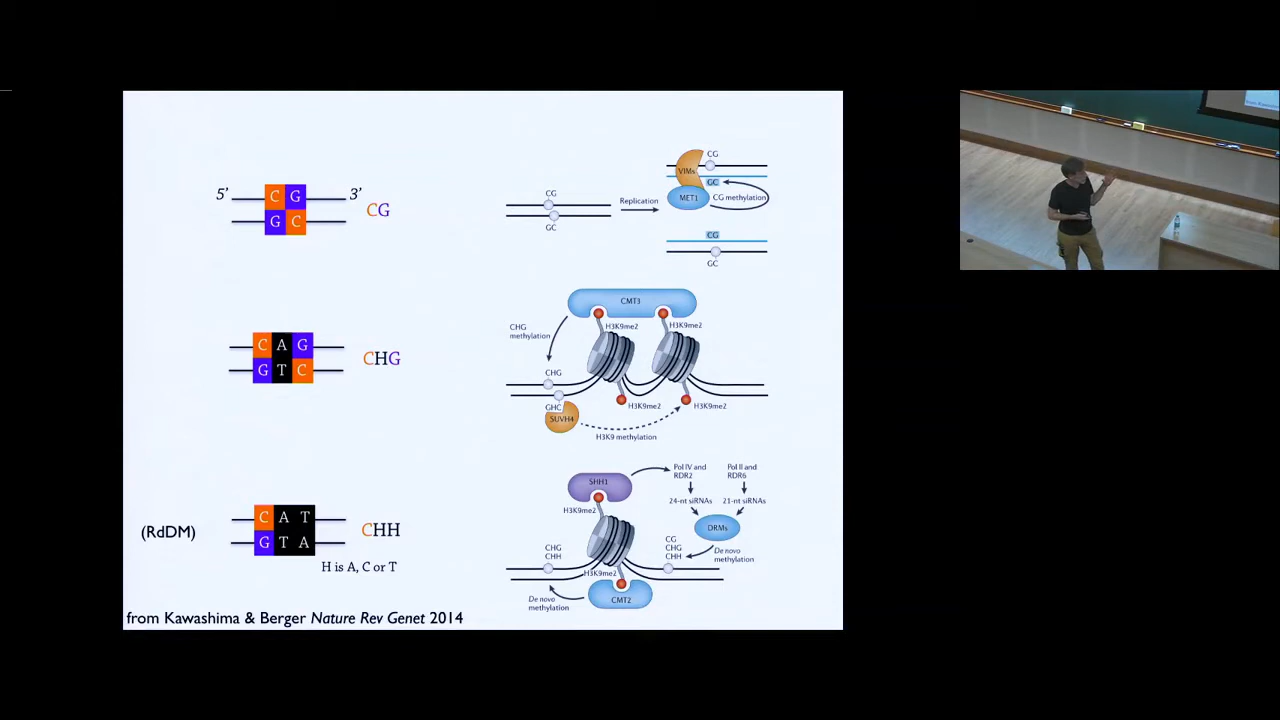 5’ C G 3’
G C
CG
CG
GC
Replication
VIMs
CG
GC
MET1
CG methylation
CG
GC
C A G
G T C
CHG
CMT3
H3K9me2
H3K9me2
CHG
methylation
CHG
GHC
SUVH4
H3K9me2
H3K9me2
H3K9 methylation
(RdDM)
C A T
G T A
CHH
H is A, C or T
SHH1
H3K9me2
Pol IV and
RDR2
Pol II and
RDR6
24-nt siRNAs
21-nt siRNAs
DRMs
CHG
CHH
CG
CHG
CHH
De novo
methylation
H3K9me2
De novo
methylation
CMT2
from Kawashima & Berger Nature Rev Genet 2014